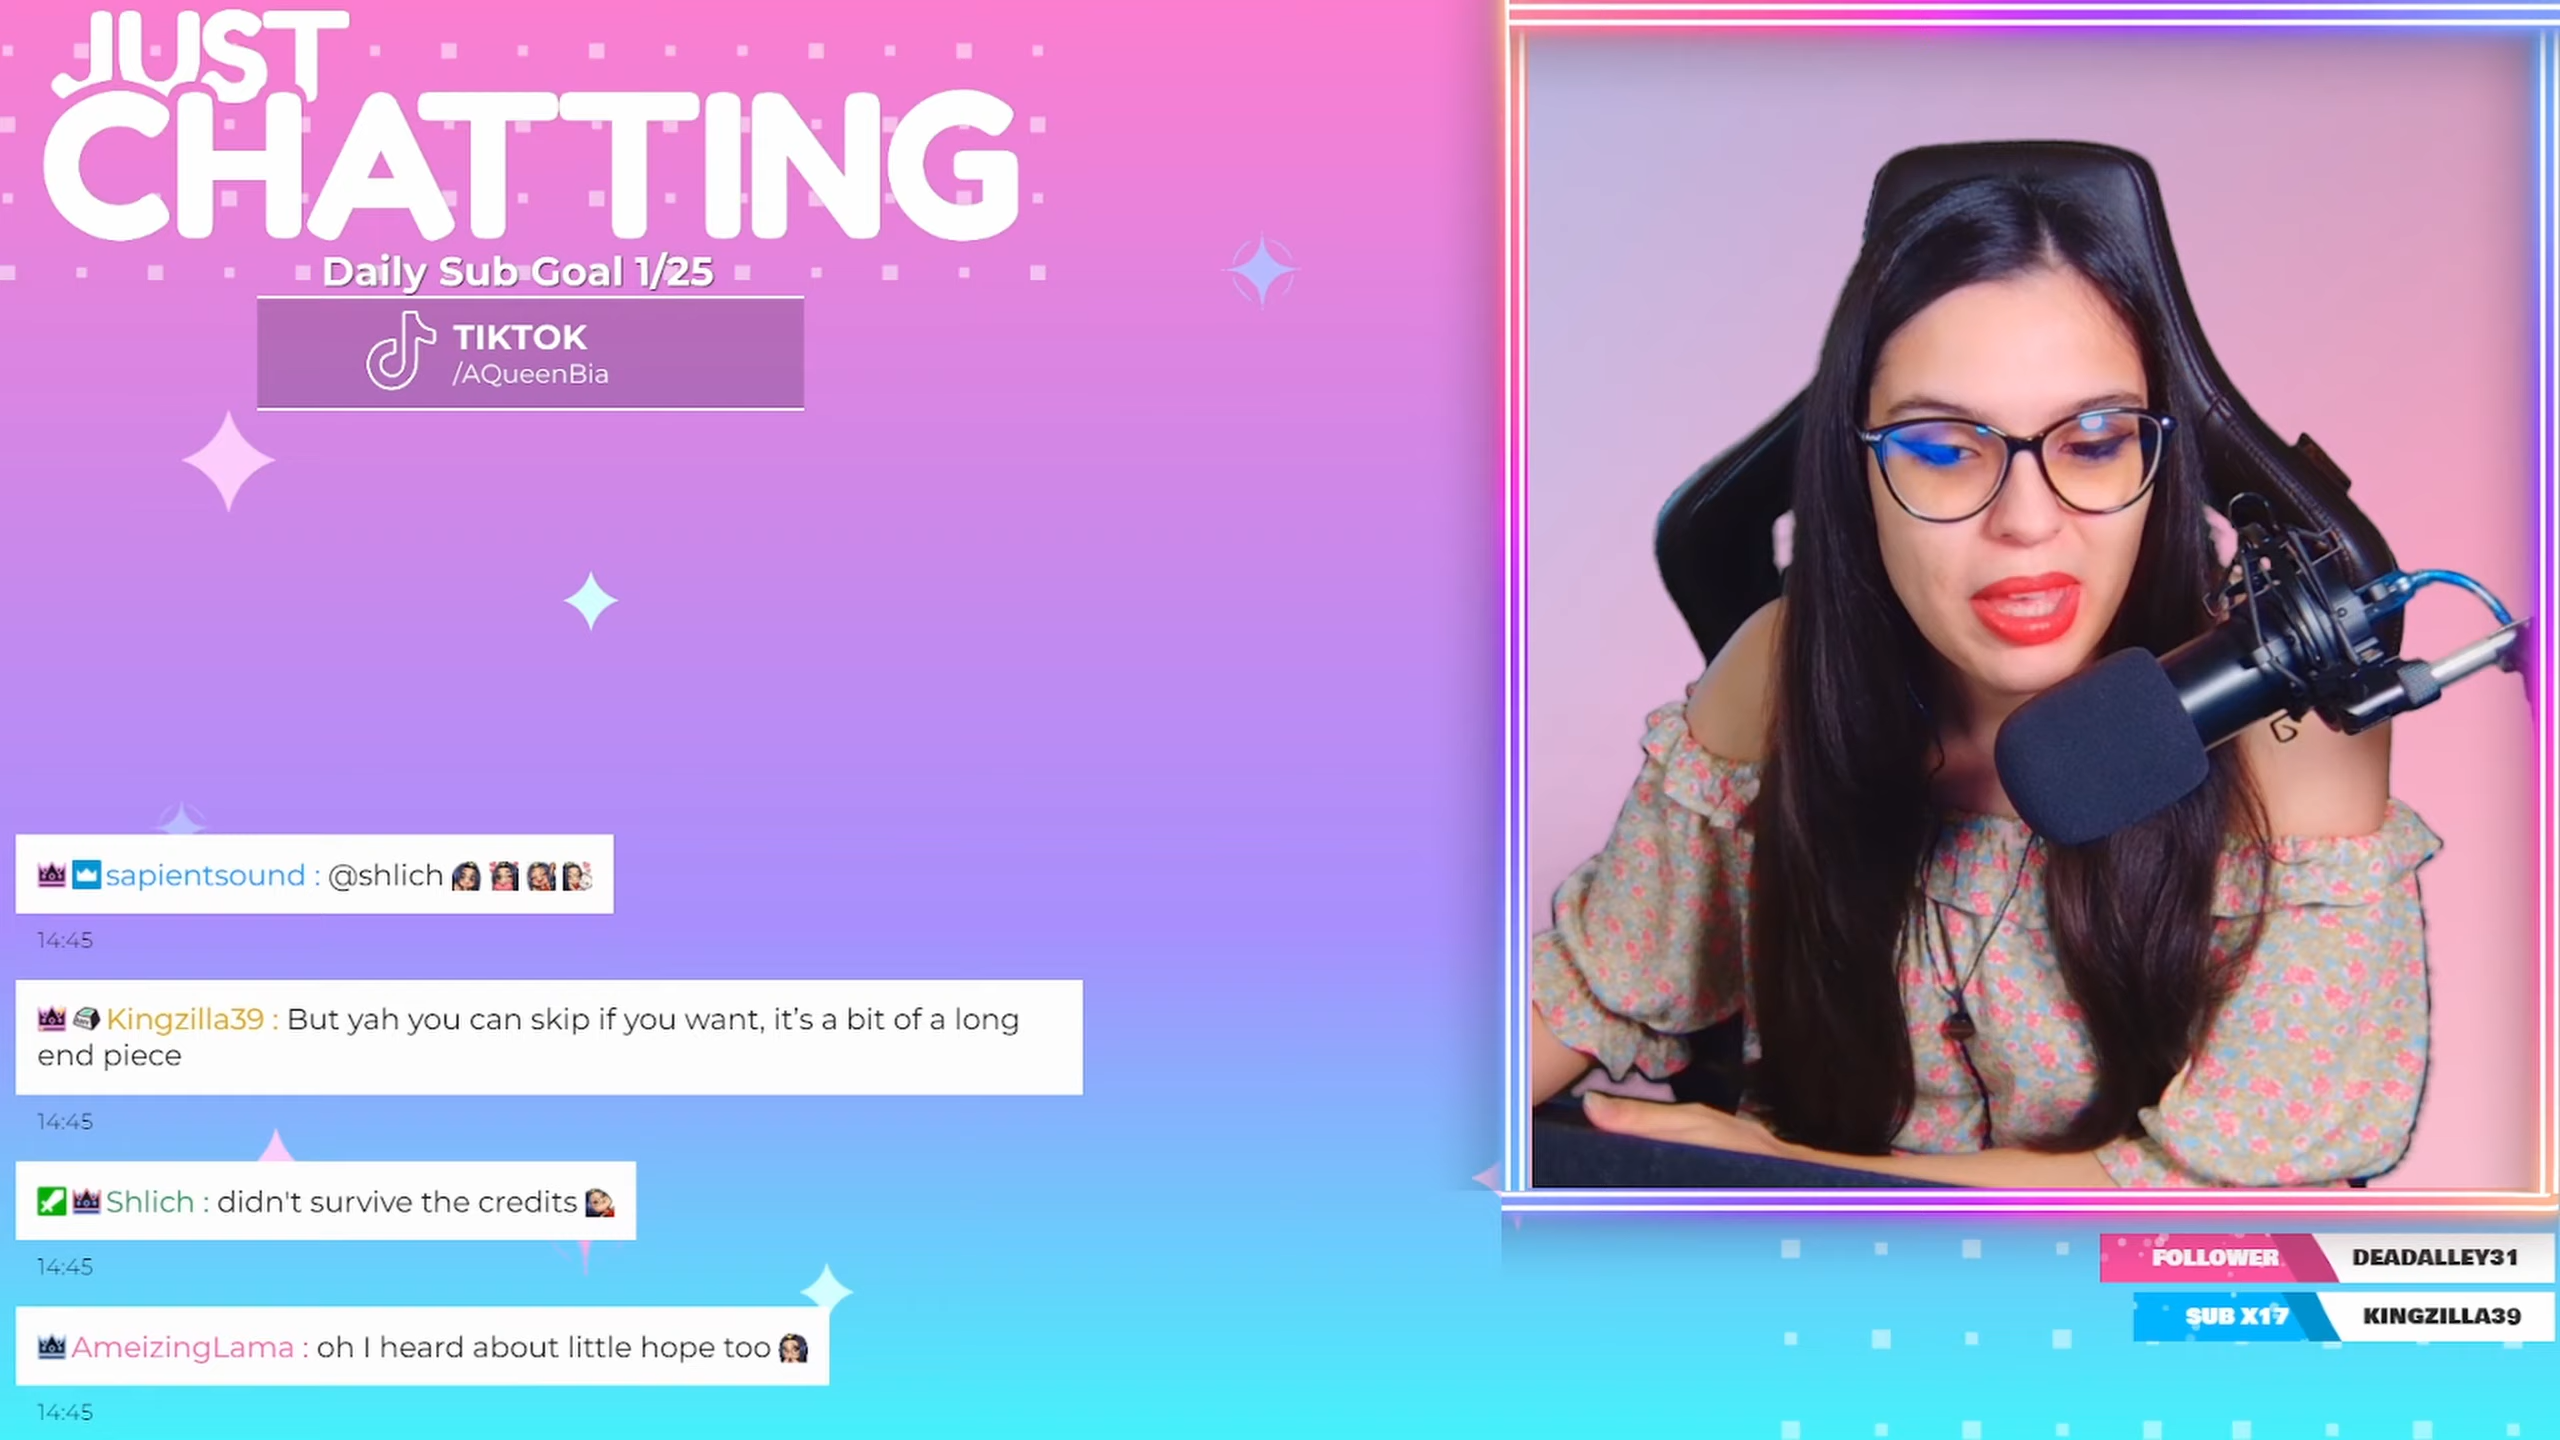 JUST
CHATTING
Daily Sub Goal 1/25
TIKTOK
/AQueenBia
sapientsound : @shlich
14:45
Kingzilla39 : But yah you can skip if you want, it’s a bit of a long
end piece
14:45
Shlich : didn't survive the credits
14:45
AmeizingLama : oh I heard about little hope too
14:45
FOLLOWER DEADALLEY31
SUB X17 KINGZILLA39